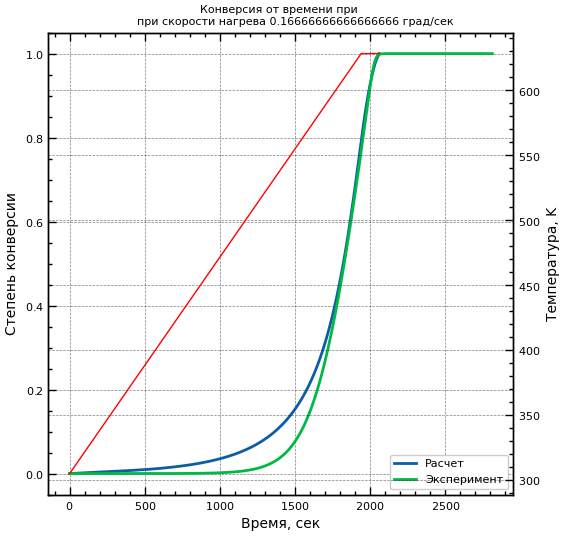 Конверсия от времени при
при скорости нагрева 0.16666666666666666 град/сек
1.0
0.8
0.6
0.4
0.2
0.0
Степень конверсии
600
550
500
450
400
350
300
Температура, К
Расчет
Эксперимент
0 500 1000 1500 2000 2500
Время, сек